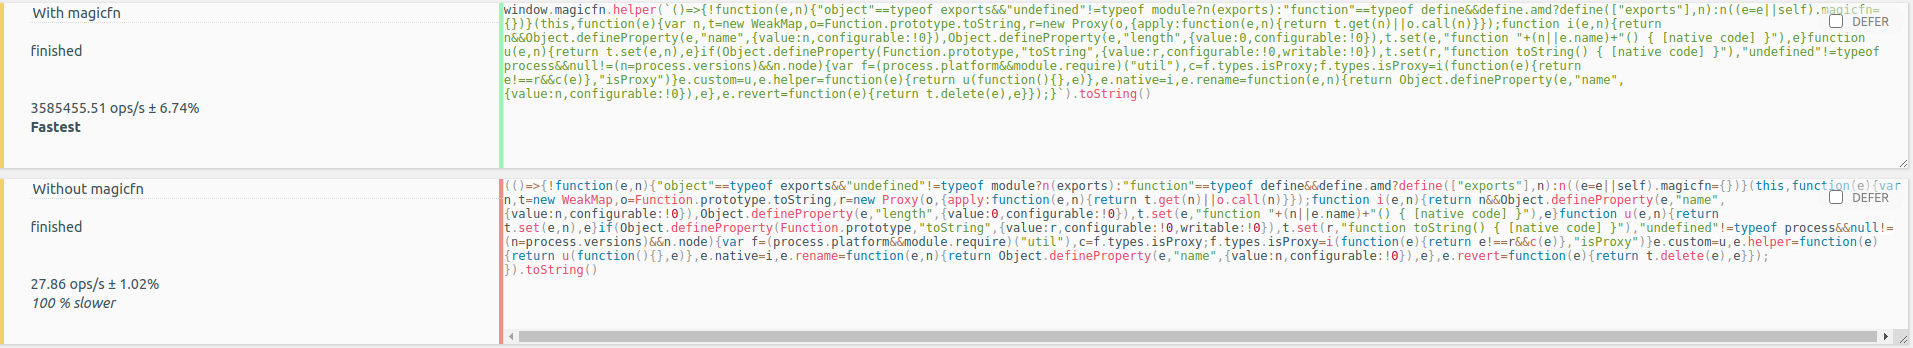 With magicfn
finished
3585455.51 ops/s ± 6.74%
Fastest
window.magicfn.helper(`()=>{!function(e,n){"object"==typeof exports&&"undefined"!=typeof module?n(exports):"function"==typeof define&&define.amd?define(["exports"],n):n((e=e||self).magicfn=
{})}(this,function(e){var n,t=new WeakMap,o=Function.prototype.toString,r=new Proxy(o,{apply:function(e,n){return t.get(n)||o.call(n)}});function i(e,n){return
n&&Object.defineProperty(e,"name",{value:n,configurable:!0}),Object.defineProperty(e,"length",{value:0,configurable:!0}),t.set(e,"function "+(n||e.name)+"() { [native code] }"),e}function
u(e,n){return t.set(e,n),e}if(Object.defineProperty(Function.prototype,"toString",{value:r,configurable:!0,writable:!0}),t.set(r,"function toString() { [native code] }"),"undefined"!=typeof
process&&null!=(n=process.versions)&&n.node){var f=(process.platform&&module.require)("util"),c=f.types.isProxy;f.types.isProxy=i(function(e){return
e!==r&&c(e)},"isProxy")}e.custom=u,e.helper=function(e){return u(function(){},e)},e.native=i,e.rename=function(e,n){return Object.defineProperty(e,"name",
{value:n,configurable:!0}),e},e.revert=function(e){return t.delete(e),e}});}`).toString()
DEFER
Without magicfn
finished
27.86 ops/s ± 1.02%
100 % slower
(()=>{!function(e,n){"object"==typeof exports&&"undefined"!=typeof module?n(exports):"function"==typeof define&&define.amd?define(["exports"],n):n((e=e||self).magicfn={})}(this,function(e){var
n,t=new WeakMap,o=Function.prototype.toString,r=new Proxy(o,{apply:function(e,n){return t.get(n)||o.call(n)}});function i(e,n){return n&&Object.defineProperty(e,"name",
{value:n,configurable:!0}),Object.defineProperty(e,"length",{value:0,configurable:!0}),t.set(e,"function "+(n||e.name)+"() { [native code] }"),e}function u(e,n){return
t.set(e,n),e}if(Object.defineProperty(Function.prototype,"toString",{value:r,configurable:!0,writable:!0}),t.set(r,"function toString() { [native code] }"),"undefined"!=typeof process&&null!=
(n=process.versions)&&n.node){var f=(process.platform&&module.require)("util"),c=f.types.isProxy;f.types.isProxy=i(function(e){return e!==r&&c(e)},"isProxy")}e.custom=u,e.helper=function(e)
{return u(function(){},e)},e.native=i,e.rename=function(e,n){return Object.defineProperty(e,"name",{value:n,configurable:!0}),e},e.revert=function(e){return t.delete(e),e}});
}).toString()
DEFER